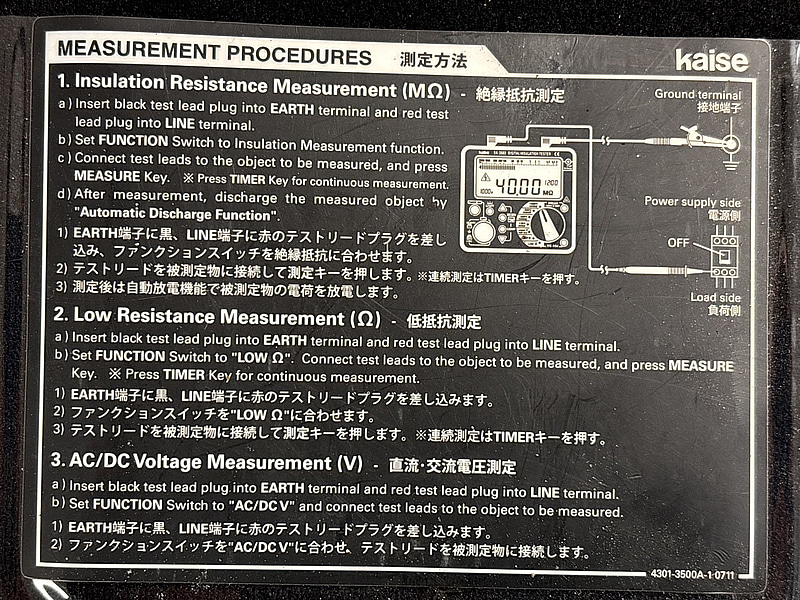 MEASUREMENT PROCEDURES 測定方法
kaise
1. Insulation Resistance Measurement (MΩ) - 絶縁抵抗測定
a) Insert black test lead plug into EARTH terminal and red test
lead plug into LINE terminal.
b) Set FUNCTION Switch to Insulation Measurement function.
c) Connect test leads to the object to be measured, and press
MEASURE Key. ※ Press TIMER Key for continuous measurement.
d) After measurement, discharge the measured object by
"Automatic Discharge Function".
1) EARTH端子に黒、LINE端子に赤のテストリードプラグを差し
込み、ファンクションスイッチを絶縁抵抗に合わせます。
2) テストリードを被測定物に接続して測定キーを押します。※連続測定はTIMERキーを押す。
3) 測定後は自動放電機能で被測定物の電荷を放電します。
Ground terminal
接地端子
kaise
DIGITAL INSULATION TESTER
40.00
1200
MΩ
1000V
Power supply side
電源側
OFF
Load side
負荷側
2. Low Resistance Measurement (Ω) - 低抵抗測定
a) Insert black test lead plug into EARTH terminal and red test lead plug into LINE terminal.
b) Set FUNCTION Switch to "LOW Ω". Connect test leads to the object to be measured, and press MEASURE
Key. ※ Press TIMER Key for continuous measurement.
1) EARTH端子に黒、LINE端子に赤のテストリードプラグを差し込みます。
2) ファンクションスイッチを"LOW Ω"に合わせます。
3) テストリードを被測定物に接続して測定キーを押します。※連続測定はTIMERキーを押す。
3. AC/DC Voltage Measurement (V) - 直流·交流電圧測定
a) Insert black test lead plug into EARTH terminal and red test lead plug into LINE terminal.
b) Set FUNCTION Switch to "AC/DC V" and connect test leads to the object to be measured.
1) EARTH端子に黒、LINE端子に赤のテストリードプラグを差し込みます。
2) ファンクションスイッチを"AC/DC V"に合わせ、テストリードを被測定物に接続します。
4301-3500A-1 0711